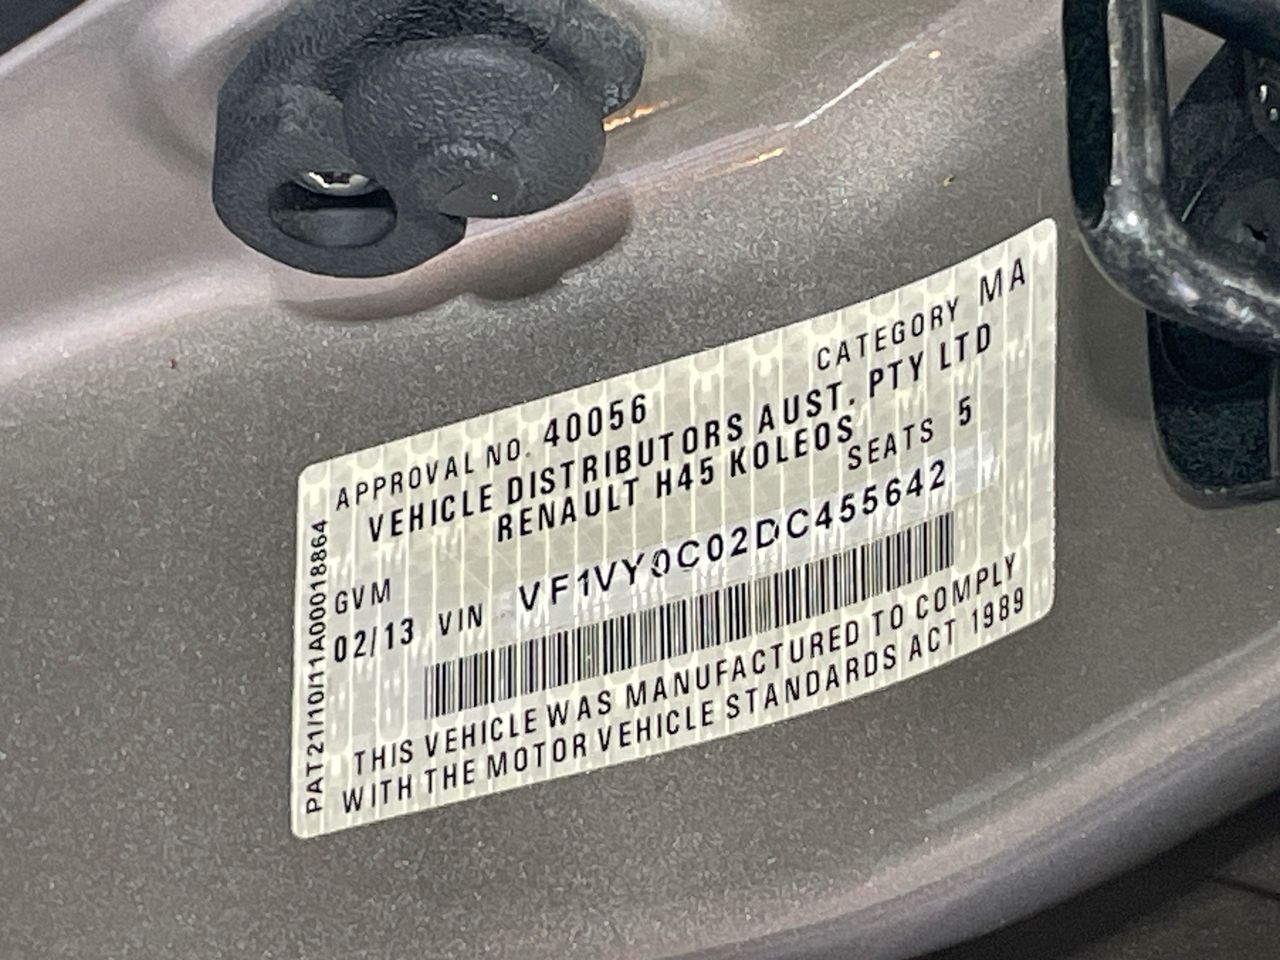 APPROVAL NO. 40056 CATEGORY MA
VEHICLE DISTRIBUTORS AUST. PTY LTD
RENAULT H45 KOLEOS
SEATS 5
GVM
02/13 VIN VF1VY0C02DC455642
THIS VEHICLE WAS MANUFACTURED TO COMPLY
WITH THE MOTOR VEHICLE STANDARDS ACT 1989
PAT21/10/11A00018864